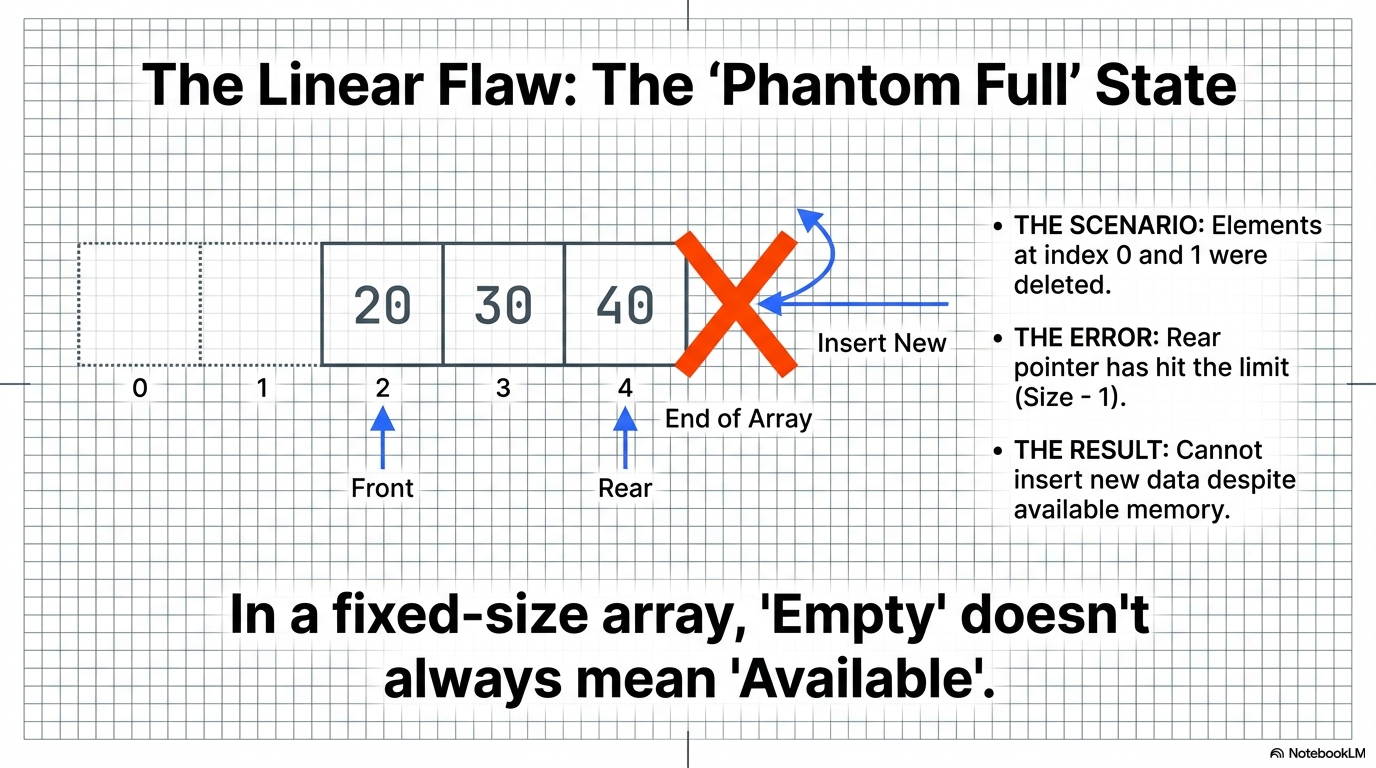 The Linear Flaw: The ‘Phantom Full’ State
20
30
40
0
1
2
3
4
Front
Rear
End of Array
Insert New
• THE SCENARIO: Elements
at index 0 and 1 were
deleted.
• THE ERROR: Rear
pointer has hit the limit
(Size - 1).
• THE RESULT: Cannot
insert new data despite
available memory.
In a fixed-size array, 'Empty' doesn't
always mean 'Available'.
NotebookLM